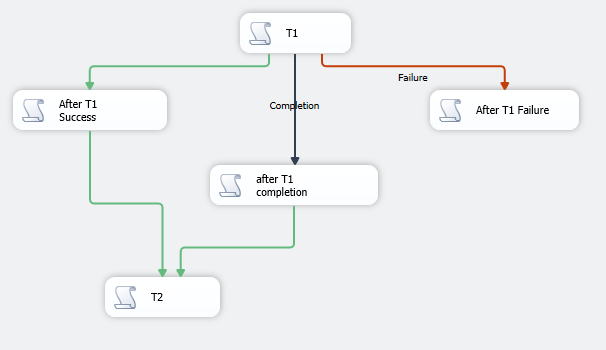 T1
Failure
After T1
Success
Completion
After T1 Failure
after T1
completion
T2